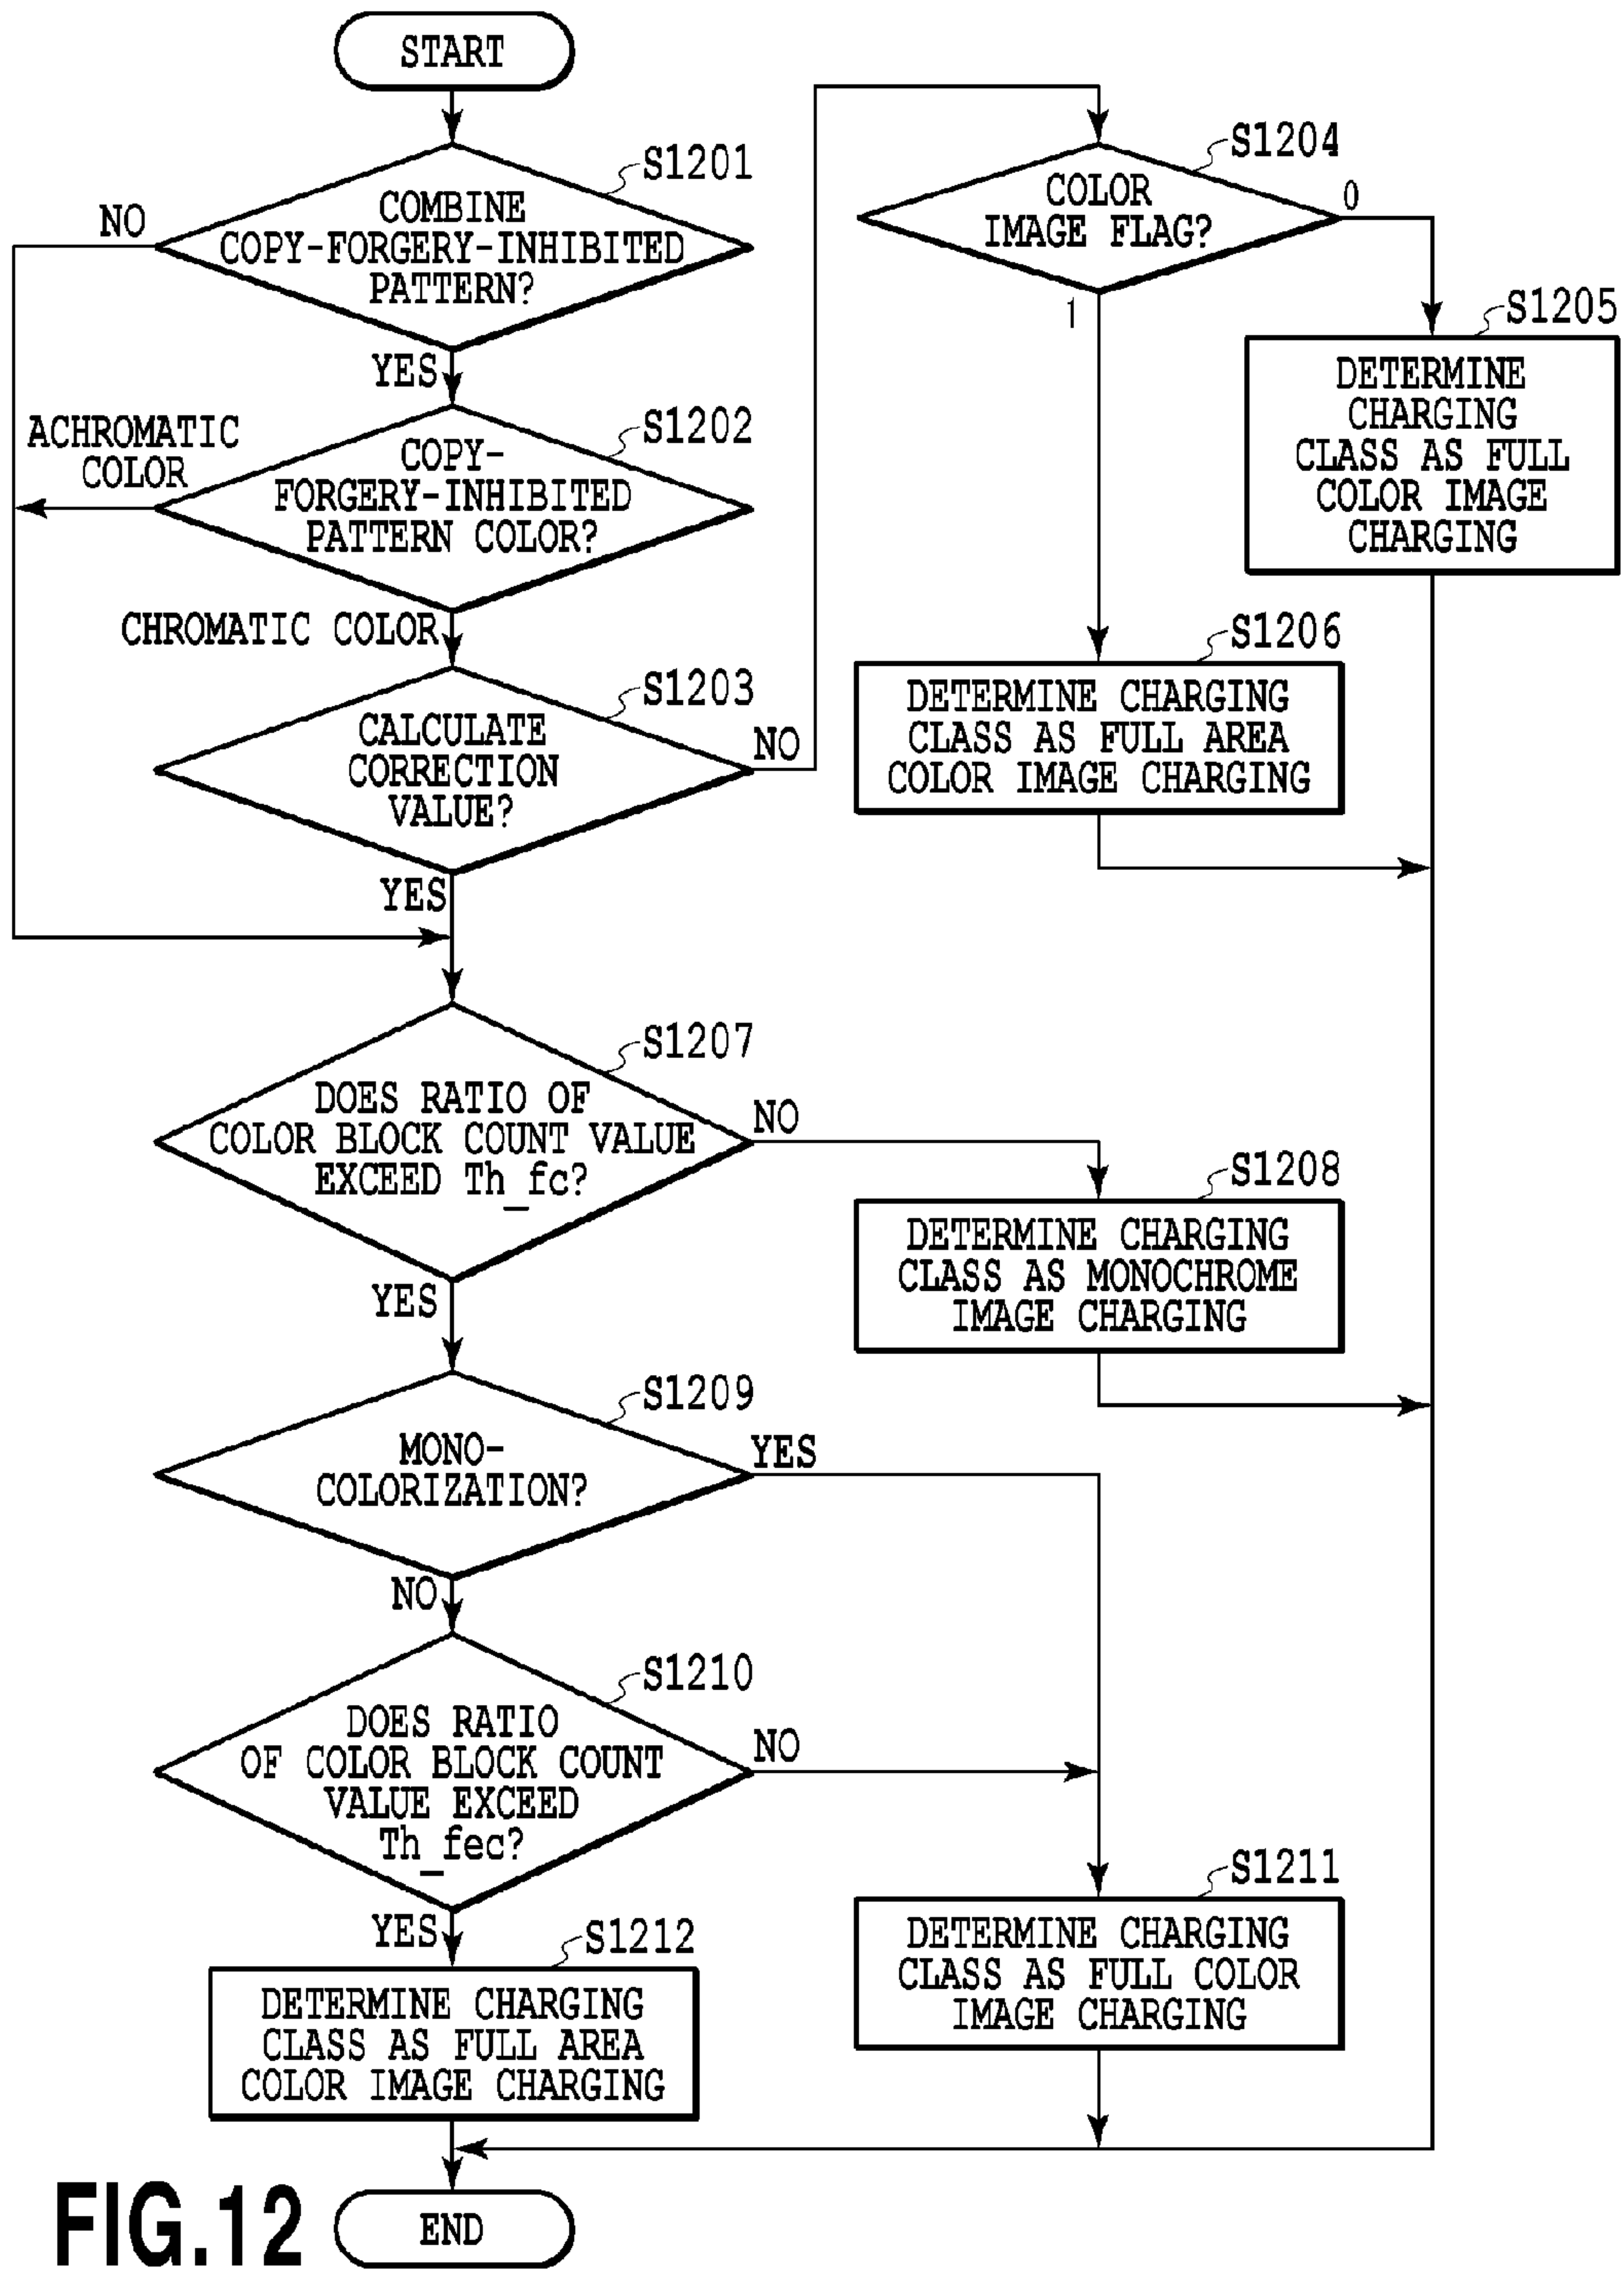 START
S1201
COMBINE
COPY-FORGERY-INHIBITED
PATTERN?
NO
YES
S1202
COPY-
FORGERY-INHIBITED
PATTERN COLOR?
ACHROMATIC
COLOR
CHROMATIC COLOR
S1203
CALCULATE
CORRECTION
VALUE?
NO
YES
S1204
COLOR
IMAGE FLAG?
0
1
S1205
DETERMINE
CHARGING
CLASS AS FULL
COLOR IMAGE
CHARGING
S1206
DETERMINE CHARGING
CLASS AS FULL AREA
COLOR IMAGE CHARGING
S1207
DOES RATIO OF
COLOR BLOCK COUNT VALUE
EXCEED Th_fc?
NO
YES
S1208
DETERMINE CHARGING
CLASS AS MONOCHROME
IMAGE CHARGING
S1209
MONO-
COLORIZATION?
YES
NO
S1210
DOES RATIO
OF COLOR BLOCK COUNT
VALUE EXCEED
Th_fec?
NO
YES
S1211
DETERMINE CHARGING
CLASS AS FULL COLOR
IMAGE CHARGING
S1212
DETERMINE CHARGING
CLASS AS FULL AREA
COLOR IMAGE CHARGING
END
FIG.12